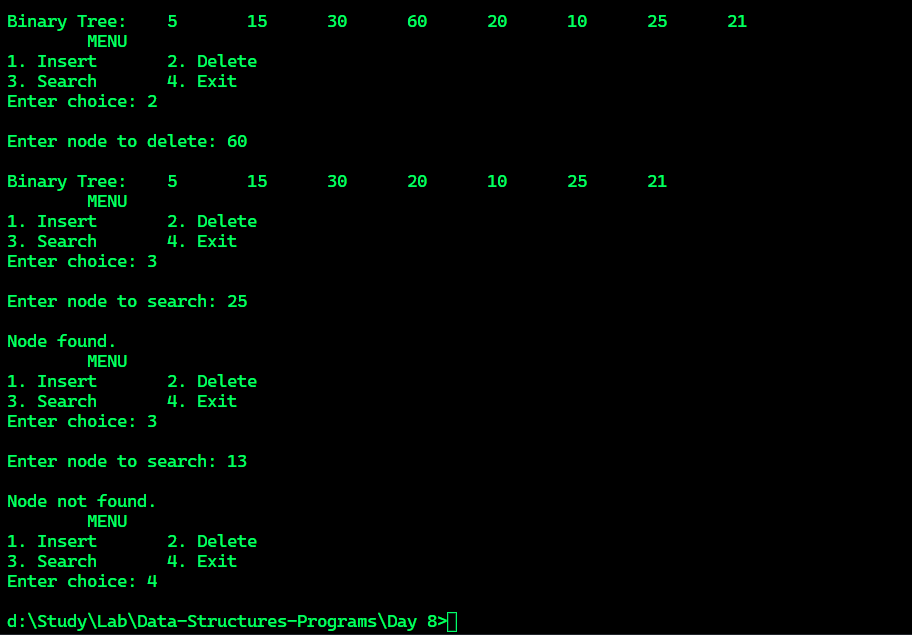 Binary Tree:    5       15      30      60      20      10      25      21
        MENU
1. Insert       2. Delete
3. Search       4. Exit
Enter choice: 2
Enter node to delete: 60
Binary Tree:    5       15      30      20      10      25      21
        MENU
1. Insert       2. Delete
3. Search       4. Exit
Enter choice: 3
Enter node to search: 25
Node found.
        MENU
1. Insert       2. Delete
3. Search       4. Exit
Enter choice: 3
Enter node to search: 13
Node not found.
        MENU
1. Insert       2. Delete
3. Search       4. Exit
Enter choice: 4
d:\Study\Lab\Data-Structures-Programs\Day 8>